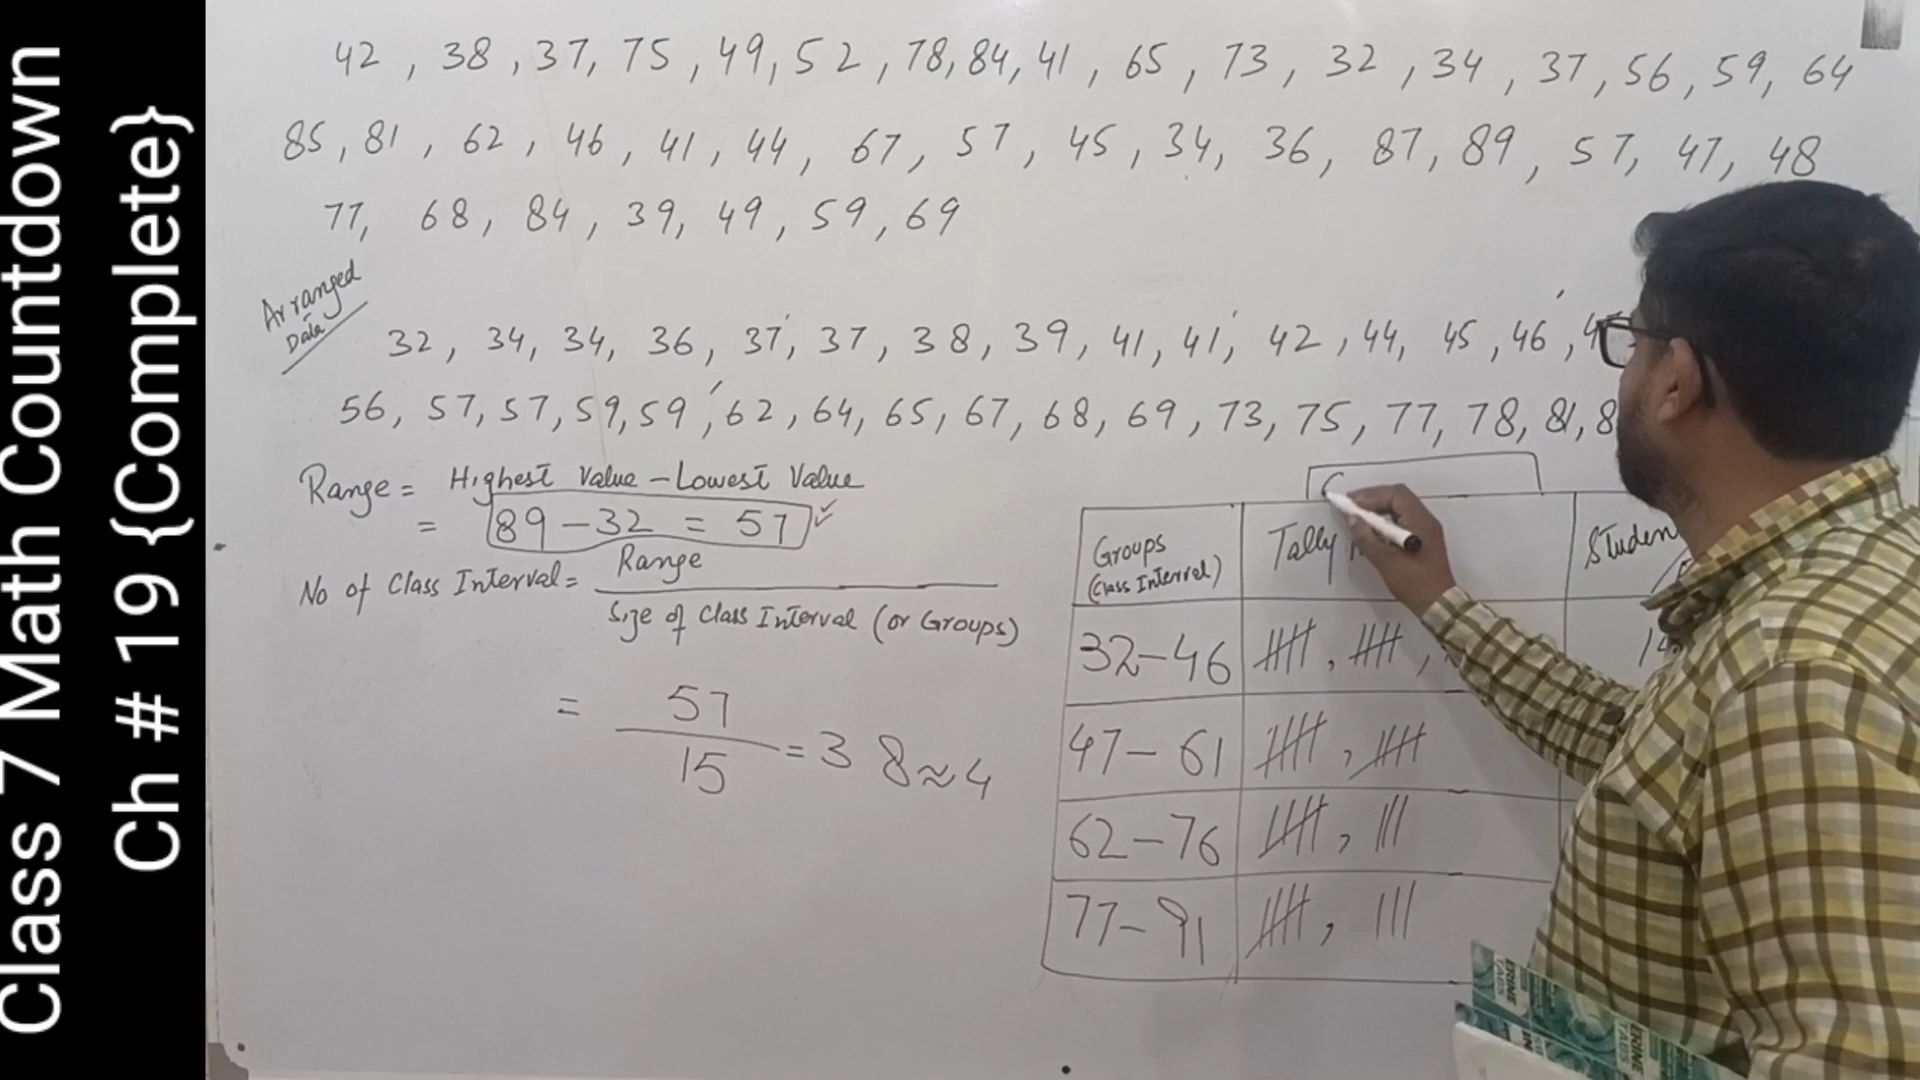 Class 7 Math Countdown
Ch # 19 {Complete}
42, 38, 37, 75, 49, 52, 78, 84, 41, 65, 73, 32, 34, 37, 56, 59, 64
85, 81, 62, 46, 41, 44, 67, 57, 45, 34, 36, 87, 89, 57, 47, 48
77, 68, 84, 39, 49, 59, 69
Arranged
Data
32, 34, 34, 36, 37, 37, 38, 39, 41, 41, 42, 44, 45, 46,
56, 57, 57, 59, 59, 62, 64, 65, 67, 68, 69, 73, 75, 77, 78, 81,
Range = Highest Value - Lowest Value
= 89 - 32 = 57
No of Class Interval = Range
Size of Class Interval (or Groups)
= 57
15
= 3 8 ≈ 4
Groups
(Class Interval)
Tally
32-46
47-61
62-76
77-91